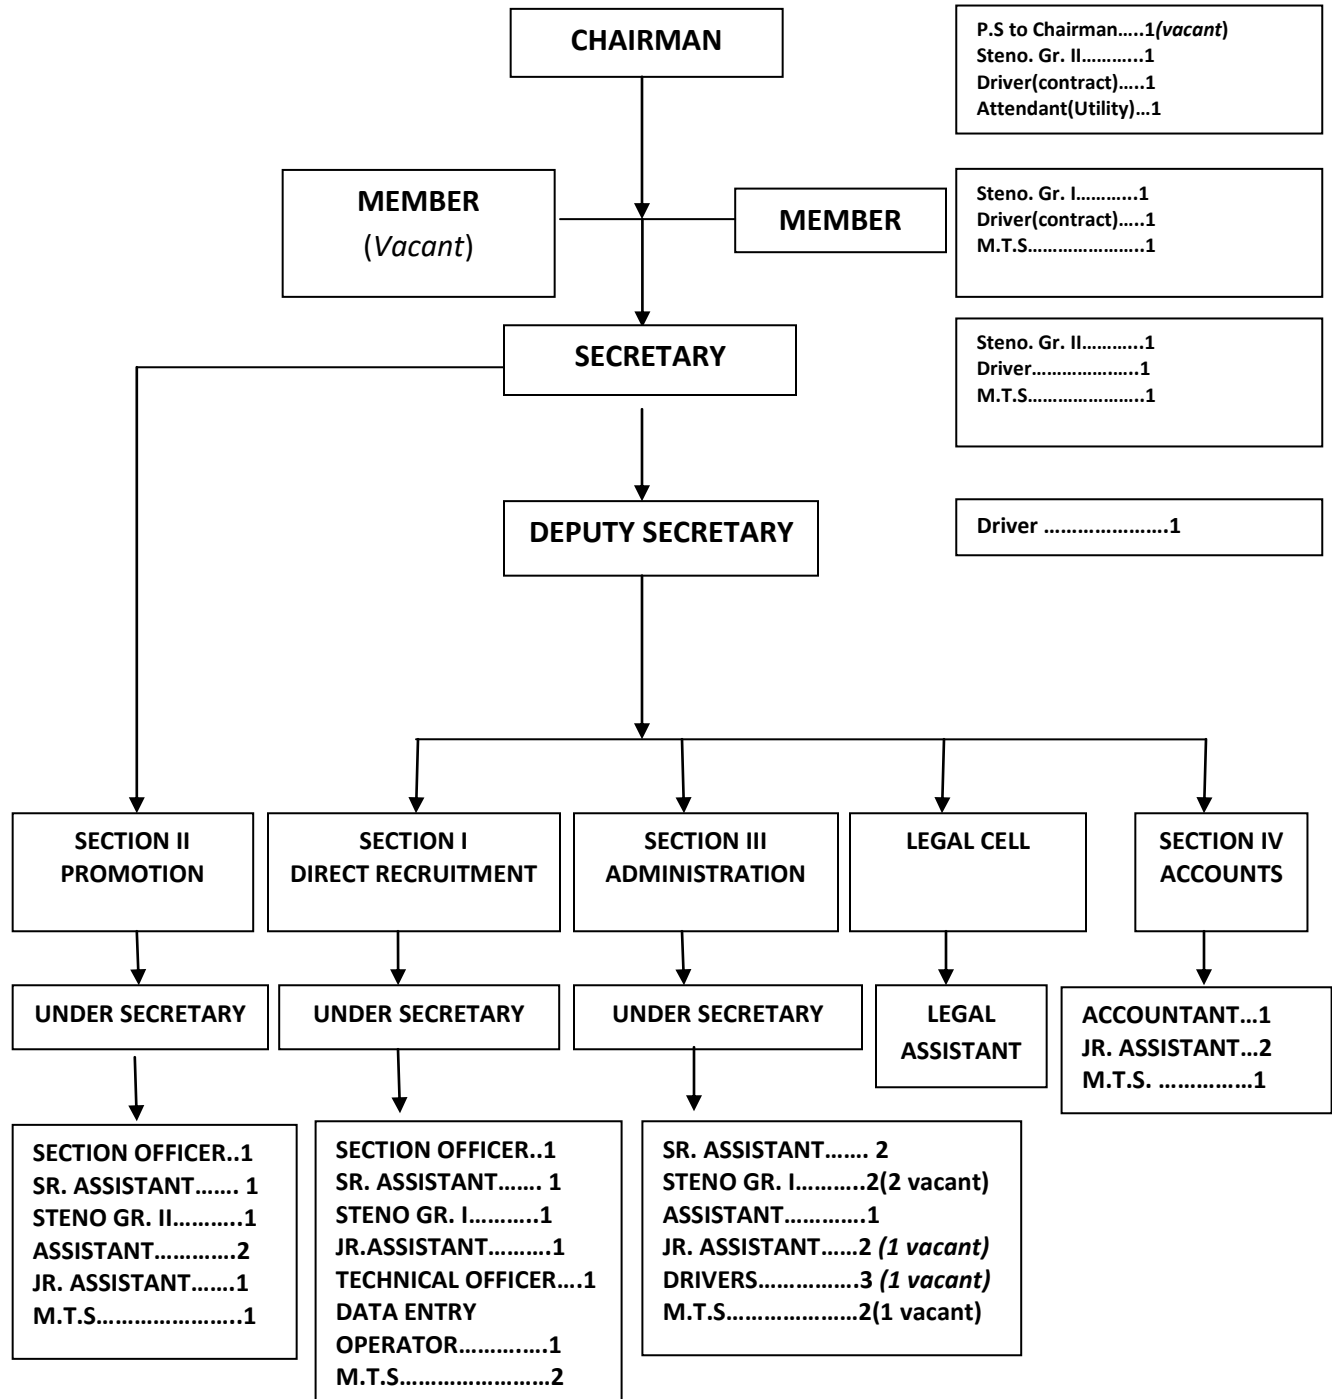 CHAIRMAN
P.S to Chairman…..1(vacant)
Steno. Gr. II………...1
Driver(contract)…..1
Attendant(Utility)…1
MEMBER
(Vacant)
MEMBER
Steno. Gr. I………...1
Driver(contract)…..1
M.T.S…………………..1
SECRETARY
Steno. Gr. II………...1
Driver………………..1
M.T.S…………………..1
DEPUTY SECRETARY
Driver ………………….1
SECTION II
PROMOTION
SECTION I
DIRECT RECRUITMENT
SECTION III
ADMINISTRATION
LEGAL CELL
SECTION IV
ACCOUNTS
UNDER SECRETARY
UNDER SECRETARY
UNDER SECRETARY
LEGAL
ASSISTANT
ACCOUNTANT…1
JR. ASSISTANT…2
M.T.S. ……………1
SECTION OFFICER..1
SR. ASSISTANT……. 1
STENO GR. II………..1
ASSISTANT………….2
JR. ASSISTANT……1
M.T.S…………………..1
SECTION OFFICER..1
SR. ASSISTANT……. 1
STENO GR. I………..1
JR.ASSISTANT……….1
TECHNICAL OFFICER….1
DATA ENTRY
OPERATOR……….….1
M.T.S……………………2
SR. ASSISTANT……. 2
STENO GR. I………..2(2 vacant)
ASSISTANT………….1
JR. ASSISTANT……2 (1 vacant)
DRIVERS…………….3 (1 vacant)
M.T.S…………………2(1 vacant)